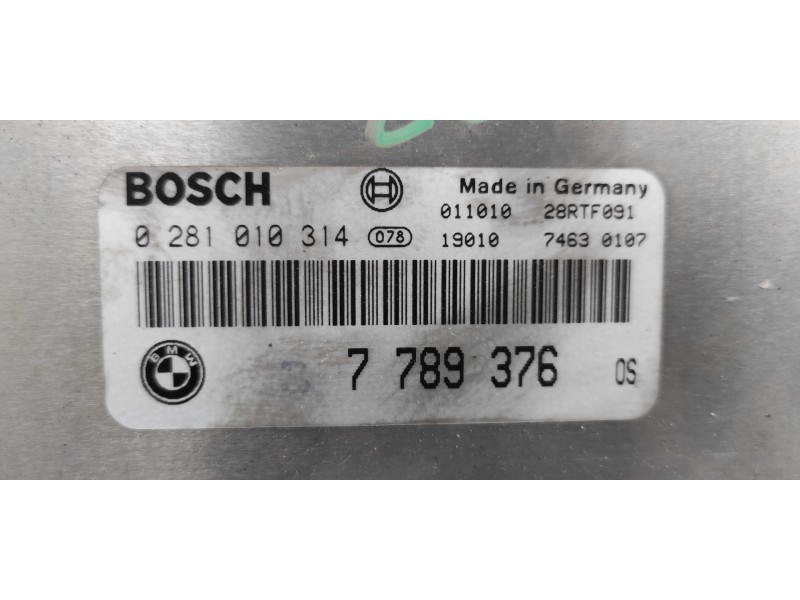 BOSCH Made in Germany
011010 28RTF091
0 281 010 314 078 19010 7463 0107
BMW 7 789 376 OS